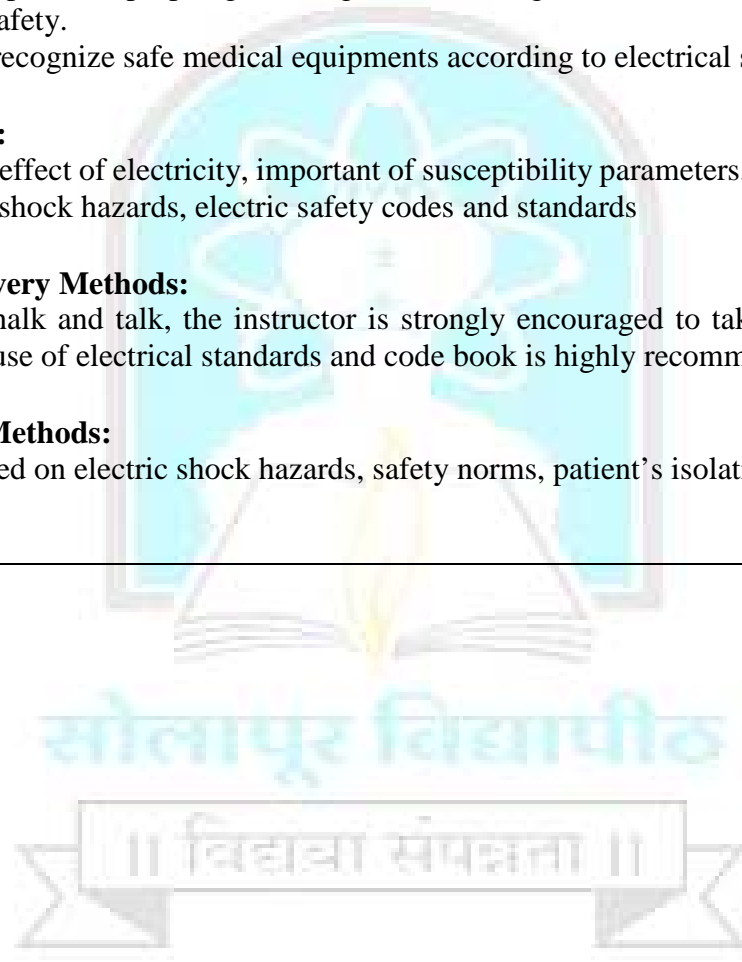 afety.
recognize safe medical equipments according to electrical s
:
effect of electricity, important of susceptibility parameters.
shock hazards, electric safety codes and standards
very Methods:
halk and talk, the instructor is strongly encouraged to tak
use of electrical standards and code book is highly recomm
Methods:
ed on electric shock hazards, safety norms, patient’s isolati
सोलापूर विद्यापीठ
|| विद्यया संपन्नता ||